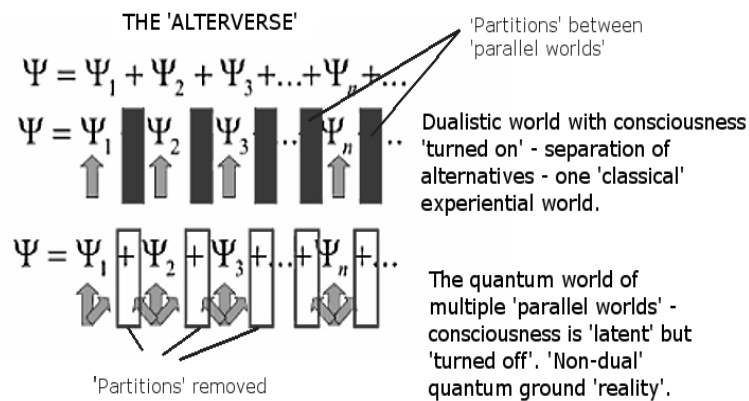 THE 'ALTERVERSE'
'Partitions' between
'parallel worlds'
Ψ = Ψ₁ + Ψ₂ + Ψ₃ +...+ Ψₙ +...
Ψ = Ψ₁ Ψ₂ Ψ₃ .. Ψₙ ..
Dualistic world with consciousness
'turned on' - separation of
alternatives - one 'classical'
experiential world.
Ψ = Ψ₁ + Ψ₂ + Ψ₃ +...+ Ψₙ +...
The quantum world of
multiple 'parallel worlds' -
consciousness is 'latent' but
'turned off'. 'Non-dual'
quantum ground 'reality'.
'Partitions' removed